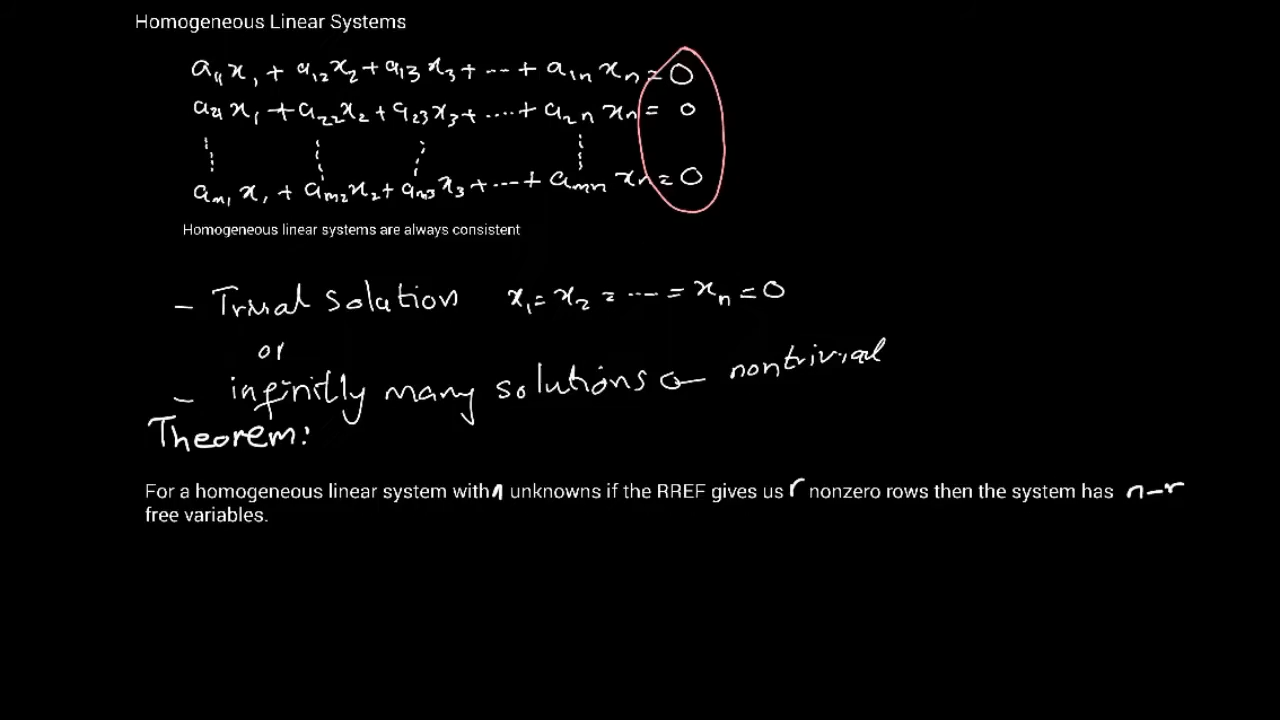 Homogeneous Linear Systems
a₁₁x₁ + a₁₂x₂ + a₁₃x₃ + ... + a₁ₙxₙ = 0
a₂₁x₁ + a₂₂x₂ + a₂₃x₃ + .... + a₂ₙxₙ = 0
aₘ₁x₁ + aₘ₂x₂ + aₘ₃x₃ + ... + aₘₙxₙ = 0
Homogeneous linear systems are always consistent
- Trivial solution x₁ = x₂ = ... = xₙ = 0
or
- infinitly many solutions ← nontrivial
Theorem:
For a homogeneous linear system with n unknowns if the RREF gives us r nonzero rows then the system has n-r
free variables.